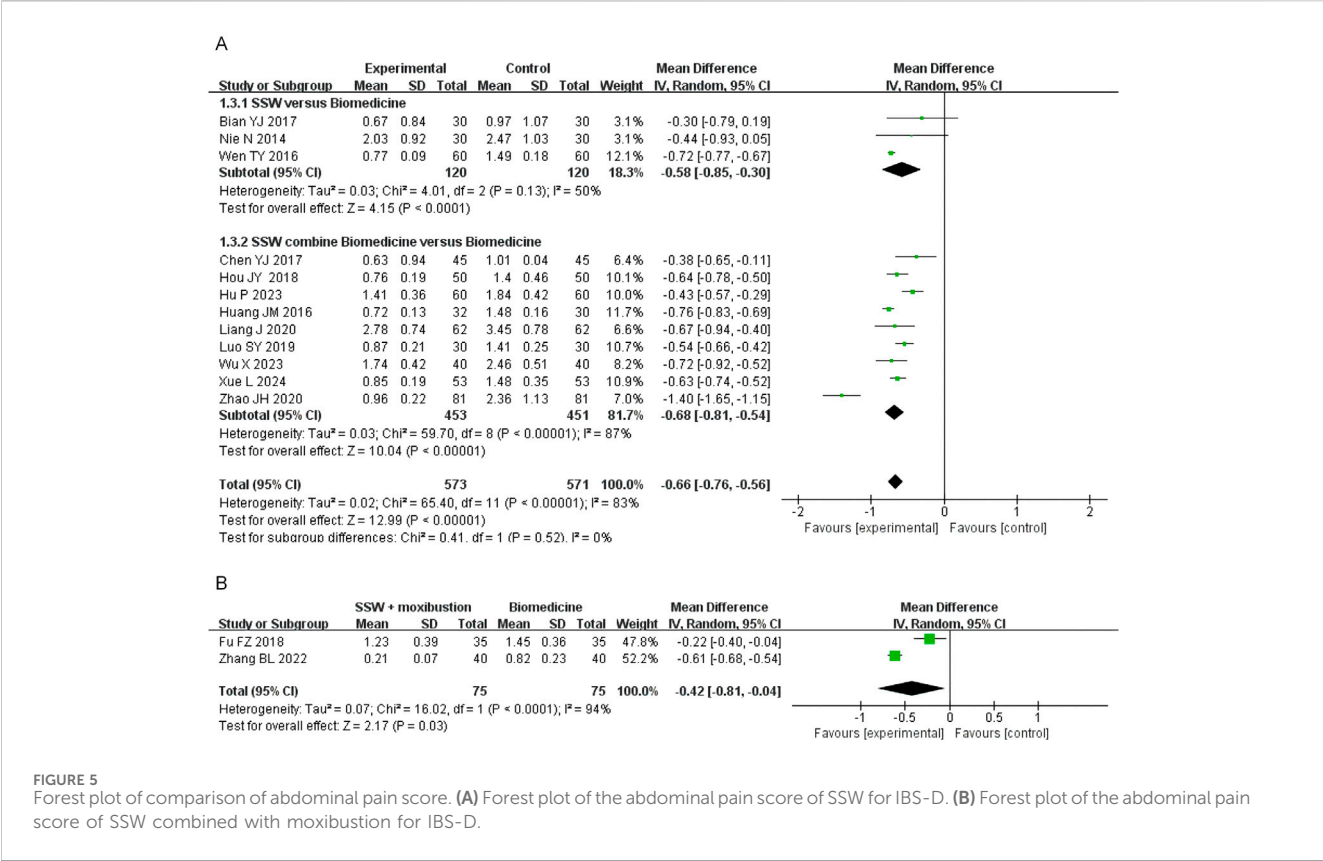 A
Experimental Control Mean Difference Mean Difference
Study or Subgroup Mean SD Total Mean SD Total Weight IV, Random, 95% CI IV, Random, 95% CI
1.3.1 SSW versus Biomedicine
Bian YJ 2017 0.67 0.84 30 0.97 1.07 30 3.1% -0.30 [-0.79, 0.19]
Nie N 2014 2.03 0.92 30 2.47 1.03 30 3.1% -0.44 [-0.93, 0.05]
Wen TY 2016 0.77 0.09 60 1.49 0.18 60 12.1% -0.72 [-0.77, -0.67]
Subtotal (95% CI) 120 120 18.3% -0.58 [-0.85, -0.30]
Heterogeneity: Tau² = 0.03; Chi² = 4.01, df = 2 (P = 0.13); I² = 50%
Test for overall effect: Z = 4.15 (P < 0.0001)
1.3.2 SSW combine Biomedicine versus Biomedicine
Chen YJ 2017 0.63 0.94 45 1.01 0.04 45 6.4% -0.38 [-0.65, -0.11]
Hou JY 2018 0.76 0.19 50 1.4 0.46 50 10.1% -0.64 [-0.78, -0.50]
Hu P 2023 1.41 0.36 60 1.84 0.42 60 10.0% -0.43 [-0.57, -0.29]
Huang JM 2016 0.72 0.13 32 1.48 0.16 30 11.7% -0.76 [-0.83, -0.69]
Liang J 2020 2.78 0.74 62 3.45 0.78 62 6.6% -0.67 [-0.94, -0.40]
Luo SY 2019 0.87 0.21 30 1.41 0.25 30 10.7% -0.54 [-0.66, -0.42]
Wu X 2023 1.74 0.42 40 2.46 0.51 40 8.2% -0.72 [-0.92, -0.52]
Xue L 2024 0.85 0.19 53 1.48 0.35 53 10.9% -0.63 [-0.74, -0.52]
Zhao JH 2020 0.96 0.22 81 2.36 1.13 81 7.0% -1.40 [-1.65, -1.15]
Subtotal (95% CI) 453 451 81.7% -0.68 [-0.81, -0.54]
Heterogeneity: Tau² = 0.03; Chi² = 59.70, df = 8 (P < 0.00001); I² = 87%
Test for overall effect: Z = 10.04 (P < 0.00001)
Total (95% CI) 573 571 100.0% -0.66 [-0.76, -0.56]
Heterogeneity: Tau² = 0.02; Chi² = 65.40, df = 11 (P < 0.00001); I² = 83%
Test for overall effect: Z = 12.99 (P < 0.00001)
Test for subgroup differences: Chi² = 0.41, df = 1 (P = 0.52), I² = 0%
-2 -1 0 1 2
Favours [experimental] Favours [control]
B
SSW + moxibustion Biomedicine Mean Difference Mean Difference
Study or Subgroup Mean SD Total Mean SD Total Weight IV, Random, 95% CI IV, Random, 95% CI
Fu FZ 2018 1.23 0.39 35 1.45 0.36 35 47.8% -0.22 [-0.40, -0.04]
Zhang BL 2022 0.21 0.07 40 0.82 0.23 40 52.2% -0.61 [-0.68, -0.54]
Total (95% CI) 75 75 100.0% -0.42 [-0.81, -0.04]
Heterogeneity: Tau² = 0.07; Chi² = 16.02, df = 1 (P < 0.0001); I² = 94%
Test for overall effect: Z = 2.17 (P = 0.03)
-1 -0.5 0 0.5 1
Favours [experimental] Favours [control]
FIGURE 5
Forest plot of comparison of abdominal pain score. (A) Forest plot of the abdominal pain score of SSW for IBS-D. (B) Forest plot of the abdominal pain
score of SSW combined with moxibustion for IBS-D.